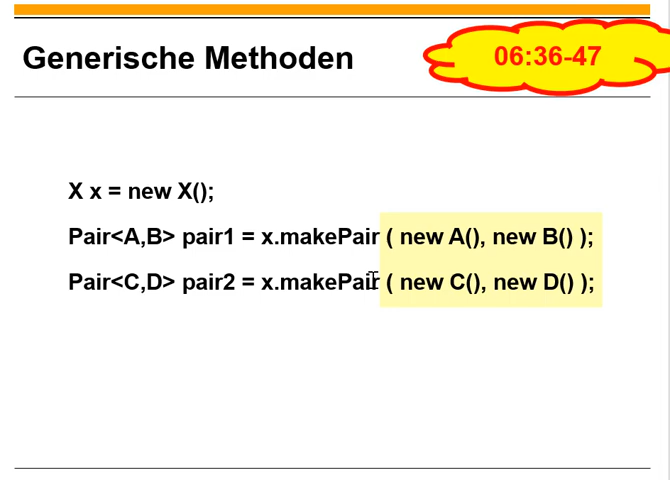 Generische Methoden
06:36-47
X x = new X();
Pair<A,B> pair1 = x.makePair ( new A(), new B() );
Pair<C,D> pair2 = x.makePair ( new C(), new D() );